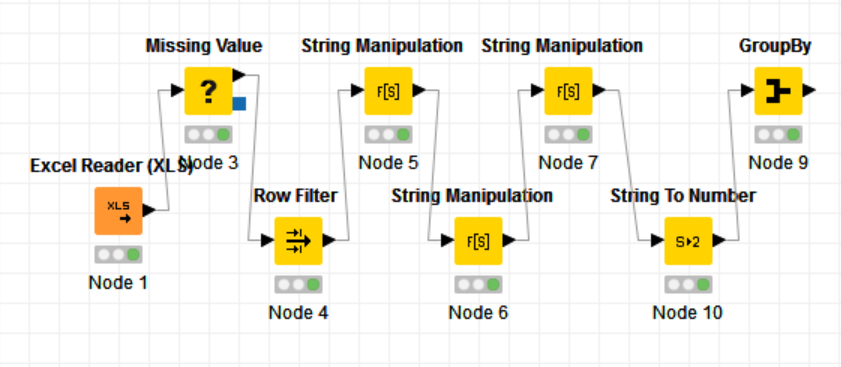 Missing Value
String Manipulation
String Manipulation
GroupBy
?
F[S]
F[S]
Node 3
Node 5
Node 7
Node 9
Excel Reader (XLS)
Row Filter
String Manipulation
String To Number
XLS
F[S]
S▸2
Node 1
Node 4
Node 6
Node 10